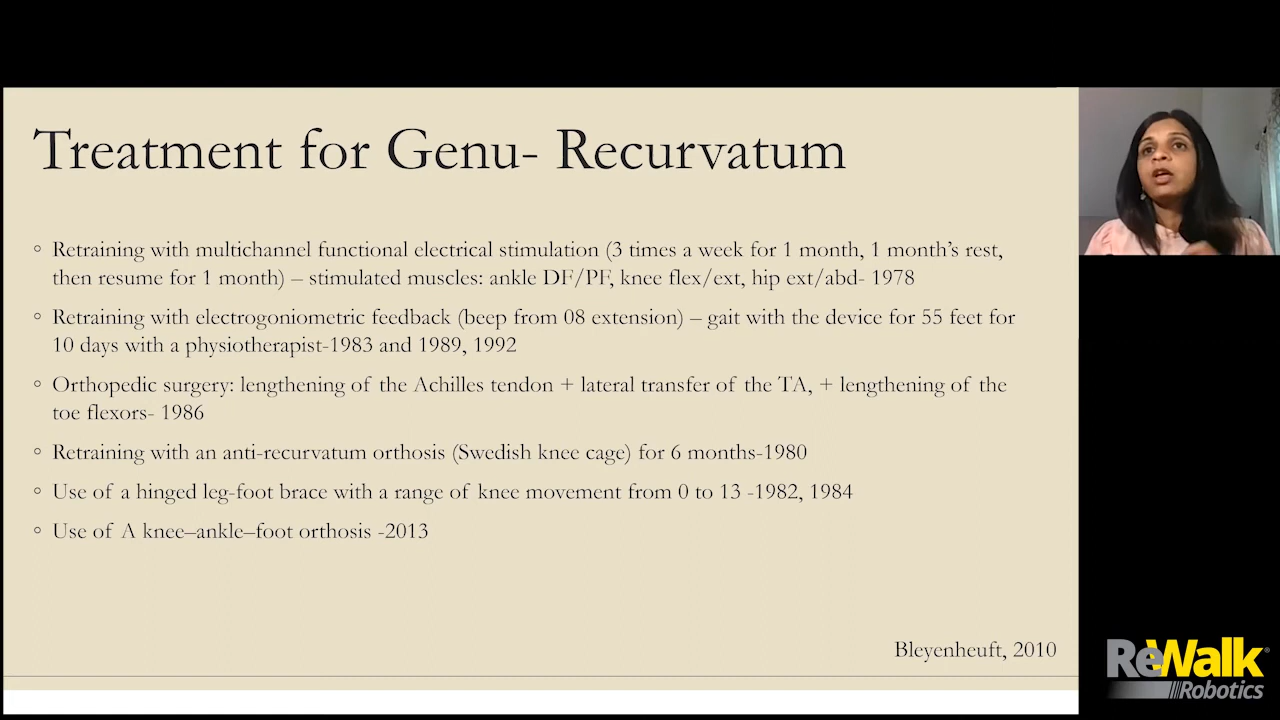 Treatment for Genu- Recurvatum
◦ Retraining with multichannel functional electrical stimulation (3 times a week for 1 month, 1 month's rest,
then resume for 1 month) – stimulated muscles: ankle DF/PF, knee flex/ext, hip ext/abd- 1978
◦ Retraining with electrogoniometric feedback (beep from 08 extension) – gait with the device for 55 feet for
10 days with a physiotherapist-1983 and 1989, 1992
◦ Orthopedic surgery: lengthening of the Achilles tendon + lateral transfer of the TA, + lengthening of the
toe flexors- 1986
◦ Retraining with an anti-recurvatum orthosis (Swedish knee cage) for 6 months-1980
◦ Use of a hinged leg-foot brace with a range of knee movement from 0 to 13 -1982, 1984
◦ Use of A knee–ankle–foot orthosis -2013
Bleyenheuft, 2010
ReWalk®
Robotics